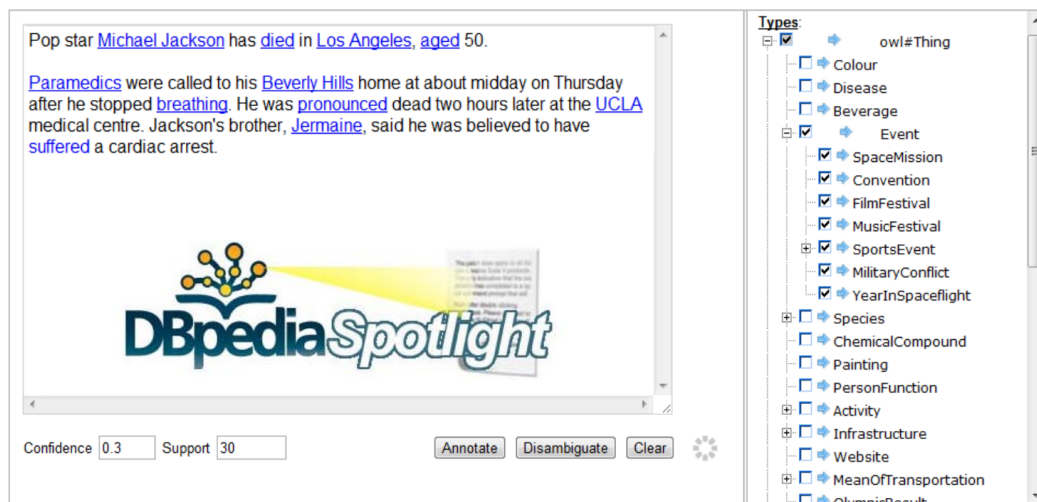 Pop star Michael Jackson has died in Los Angeles, aged 50.
Paramedics were called to his Beverly Hills home at about midday on Thursday
after he stopped breathing. He was pronounced dead two hours later at the UCLA
medical centre. Jackson's brother, Jermaine, said he was believed to have
suffered a cardiac arrest.
DBpedia Spotlight
Confidence 0.3 Support 30 Annotate Disambiguate Clear
Types:
owl#Thing
Colour
Disease
Beverage
Event
SpaceMission
Convention
FilmFestival
MusicFestival
SportsEvent
MilitaryConflict
YearInSpaceflight
Species
ChemicalCompound
Painting
PersonFunction
Activity
Infrastructure
Website
MeanOfTransportation
OlympicResult